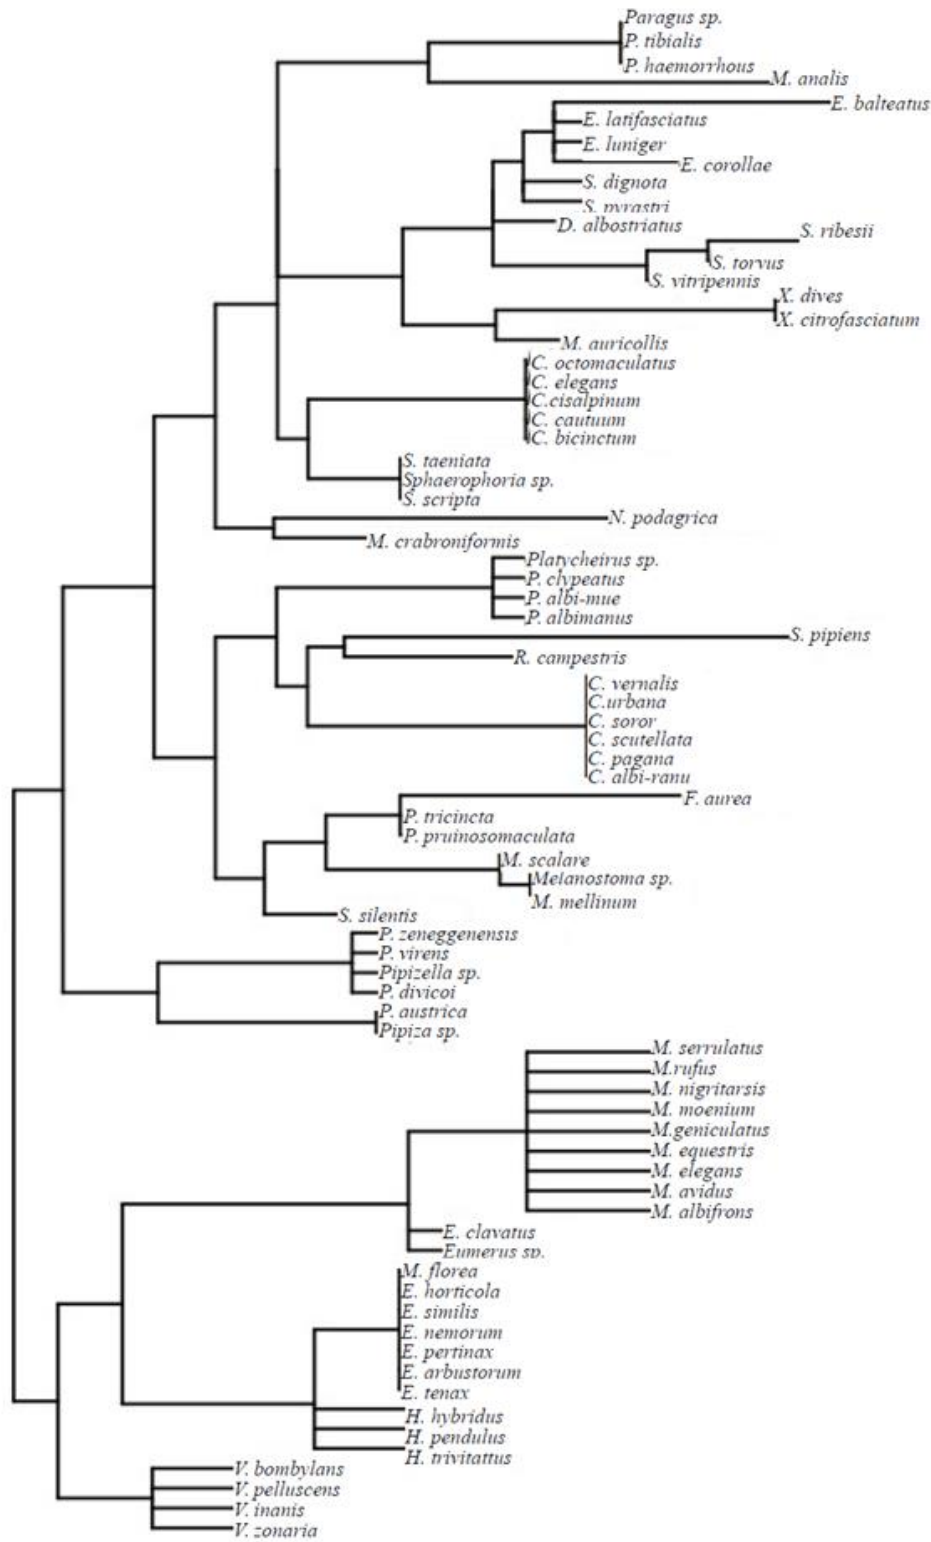 Paragus sp.
P. tibialis
P. haemorrhous
M. analis
E. balteatus
E. latifasciatus
E. luniger
E. corollae
S. dignota
S. pyrastri
D. albostriatus
S. ribesii
S. torvus
S. vitripennis
X. dives
X. citrofasciatum
M. auricollis
C. octomaculatus
C. elegans
C.cisalpinum
C. cautuum
C. bicinctum
S. taeniata
Sphaerophoria sp.
S. scripta
N. podagrica
M. crabroniformis
Platycheirus sp.
P. clypeatus
P. albi-mue
P. albimanus
S. pipiens
R. campestris
C. vernalis
C.urbana
C. soror
C. scutellata
C. pagana
C. albi-ranu
F. aurea
P. tricincta
P. pruinosomaculata
M. scalare
Melanostoma sp.
M. mellinum
S. silentis
P. zeneggenensis
P. virens
Pipizella sp.
P. divicoi
P. austrica
Pipiza sp.
M. serrulatus
M.rufus
M. nigritarsis
M. moenium
M.geniculatus
M. equestris
M. elegans
M. avidus
M. albifrons
E. clavatus
Eumerus sp.
M. florea
E. horticola
E. similis
E. nemorum
E. pertinax
E. arbustorum
E. tenax
H. hybridus
H. pendulus
H. trivitattus
V. bombylans
V. pelluscens
V. inanis
V. zonaria